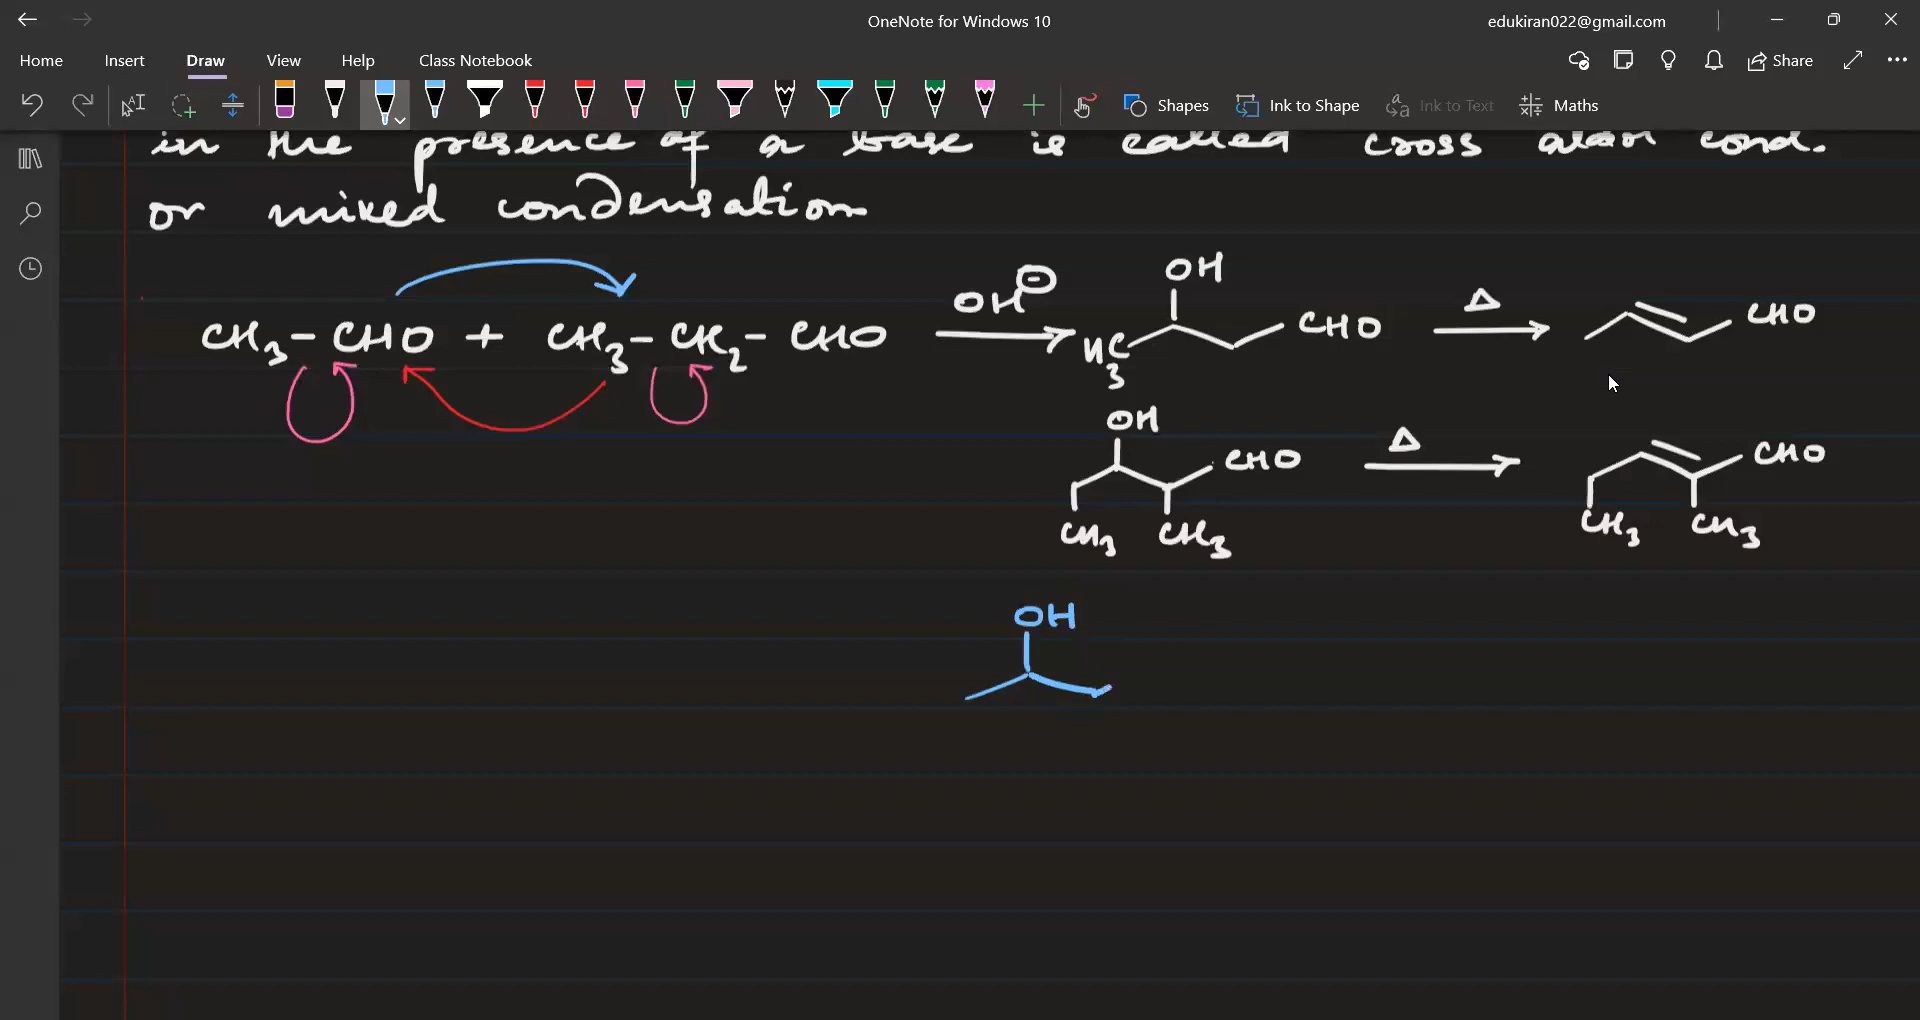 OneNote for Windows 10
edukiran022@gmail.com
Home Insert Draw View Help Class Notebook
Share
Shapes Ink to Shape Ink to Text Maths
in the presence of a base is called cross aldol cond.
or mixed condensation
CH₃ - CHO + CH₃ - CH₂ - CHO
OH⊖
OH
H₃C
CHO
Δ
CHO
OH
CHO
CH₃ CH₃
Δ
CHO
CH₃ CH₃
OH